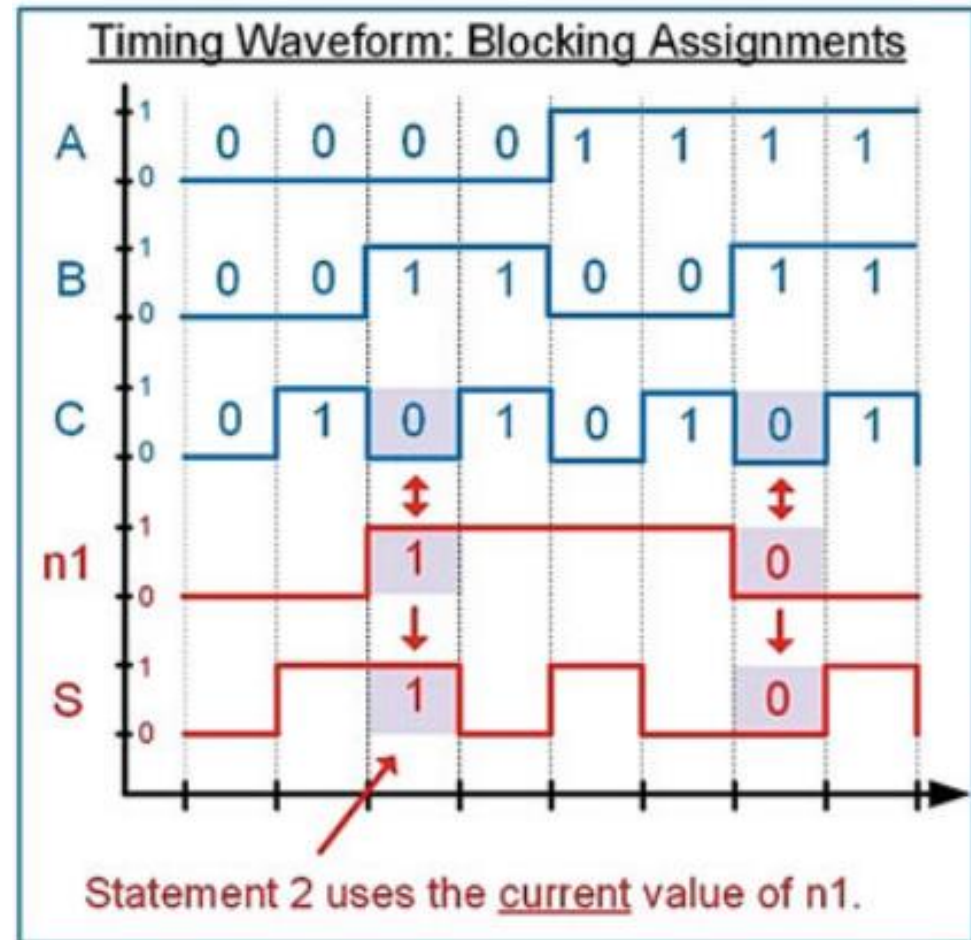 Timing Waveform: Blocking Assignments
1
A 0 0 0 0 1 1 1 1
0
1
B 0 0 1 1 0 0 1 1
0
1
C 0 1 0 1 0 1 0 1
0
1
n1 1 0
0
1
S 1 0
0
Statement 2 uses the current value of n1.